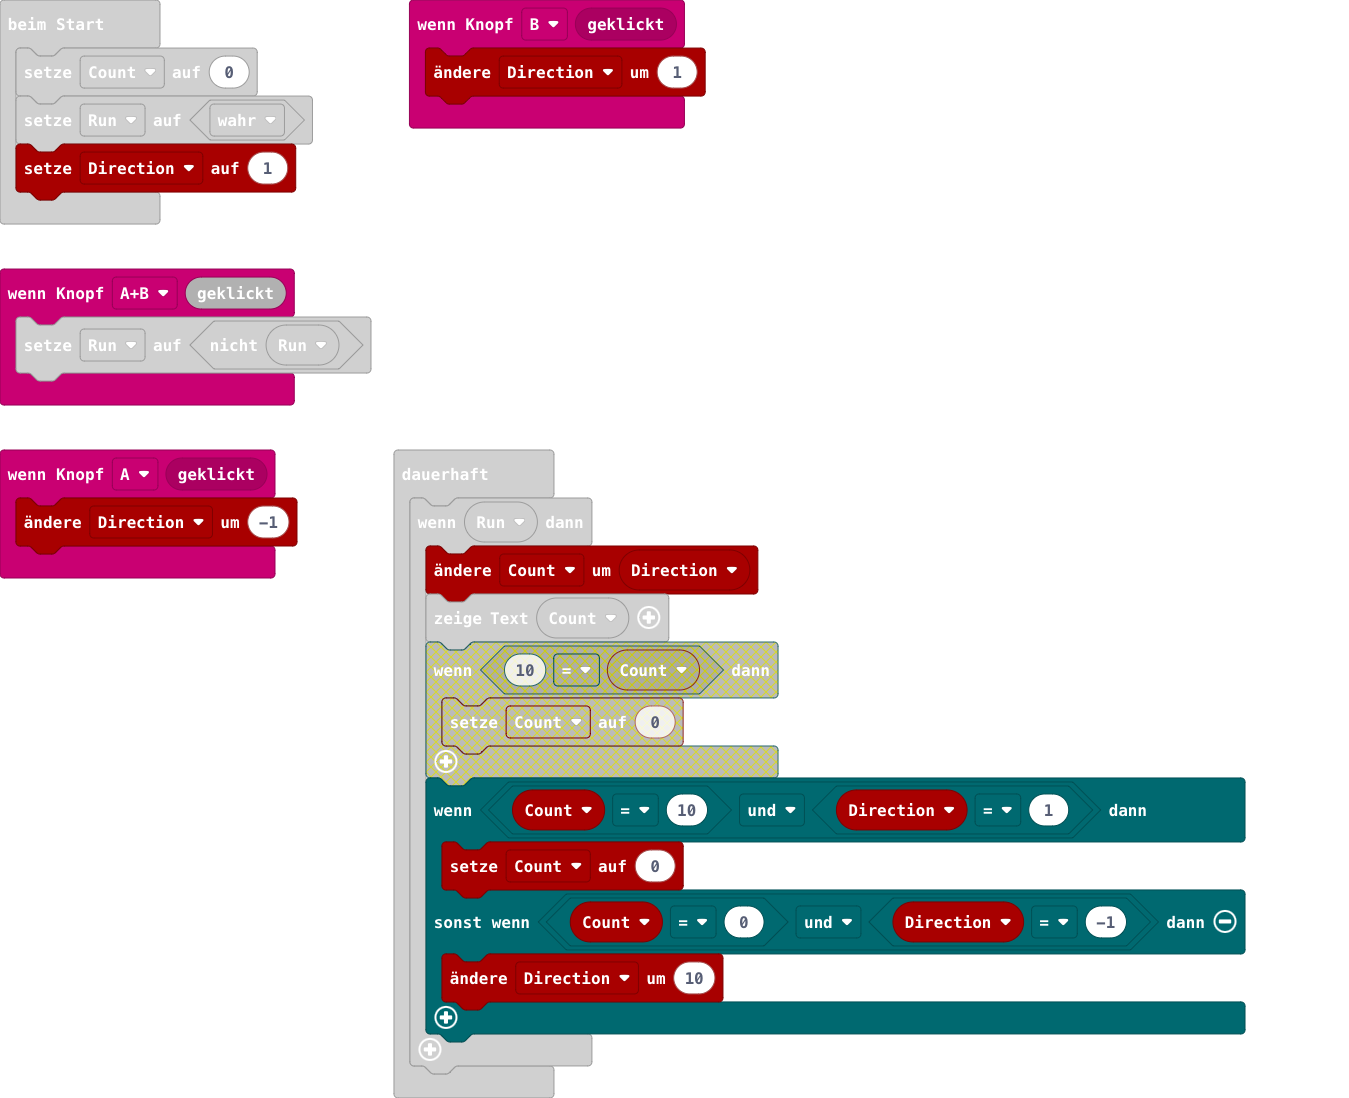 beim Start
setze Count auf 0
setze Run auf wahr
setze Direction auf 1
wenn Knopf B geklickt
ändere Direction um 1
wenn Knopf A+B geklickt
setze Run auf nicht Run
wenn Knopf A geklickt
ändere Direction um -1
dauerhaft
wenn Run dann
ändere Count um Direction
zeige Text Count
wenn 10 = Count dann
setze Count auf 0
wenn Count = 10 und Direction = 1 dann
setze Count auf 0
sonst wenn Count = 0 und Direction = -1 dann
ändere Direction um 10